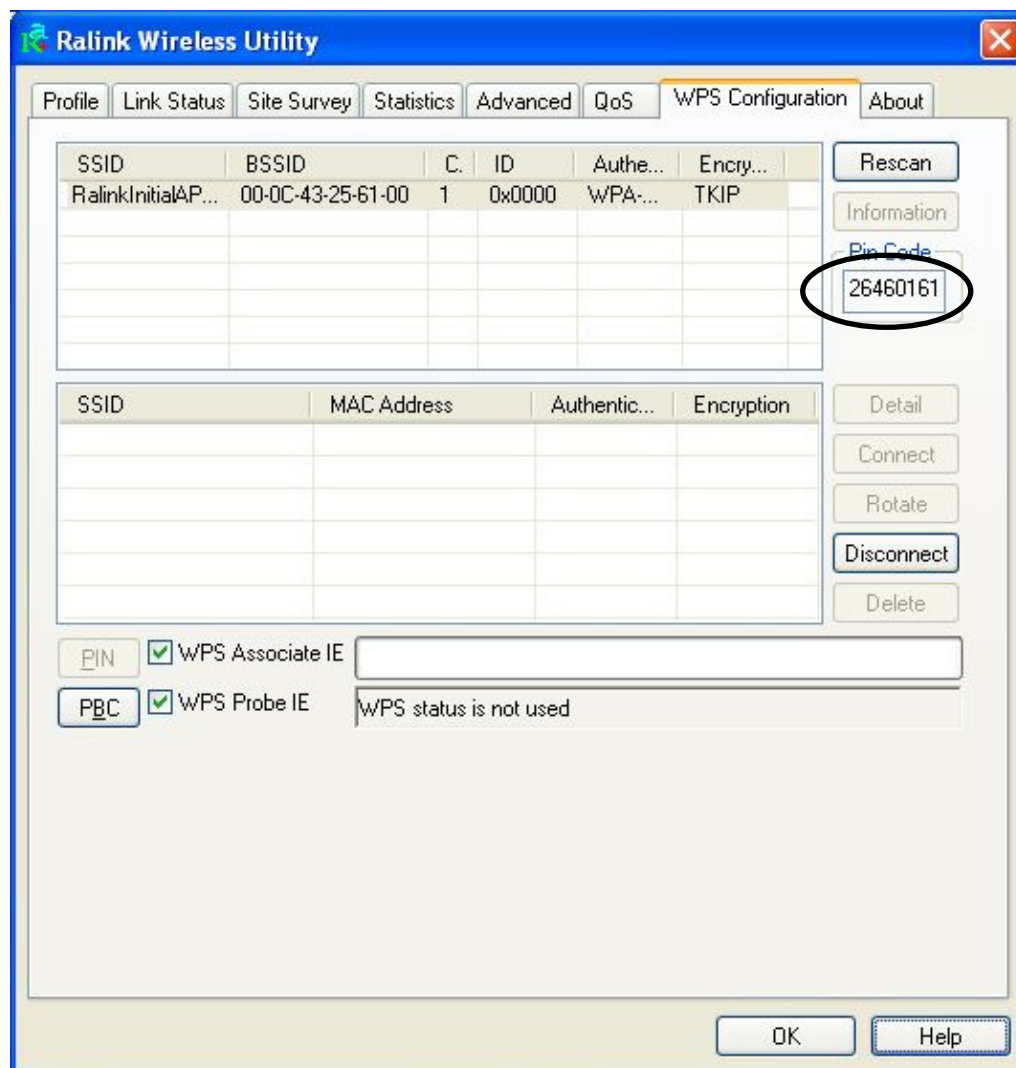 Ralink Wireless Utility
Profile Link Status Site Survey Statistics Advanced QoS WPS Configuration About
SSID BSSID C. ID Authe... Encry... Rescan
RalinkInitialAP... 00-0C-43-25-61-00 1 0x0000 WPA-... TKIP
Information
Pin Code
26460161
SSID MAC Address Authentic... Encryption Detail
Connect
Rotate
Disconnect
Delete
PIN WPS Associate IE
PBC WPS Probe IE WPS status is not used
OK Help